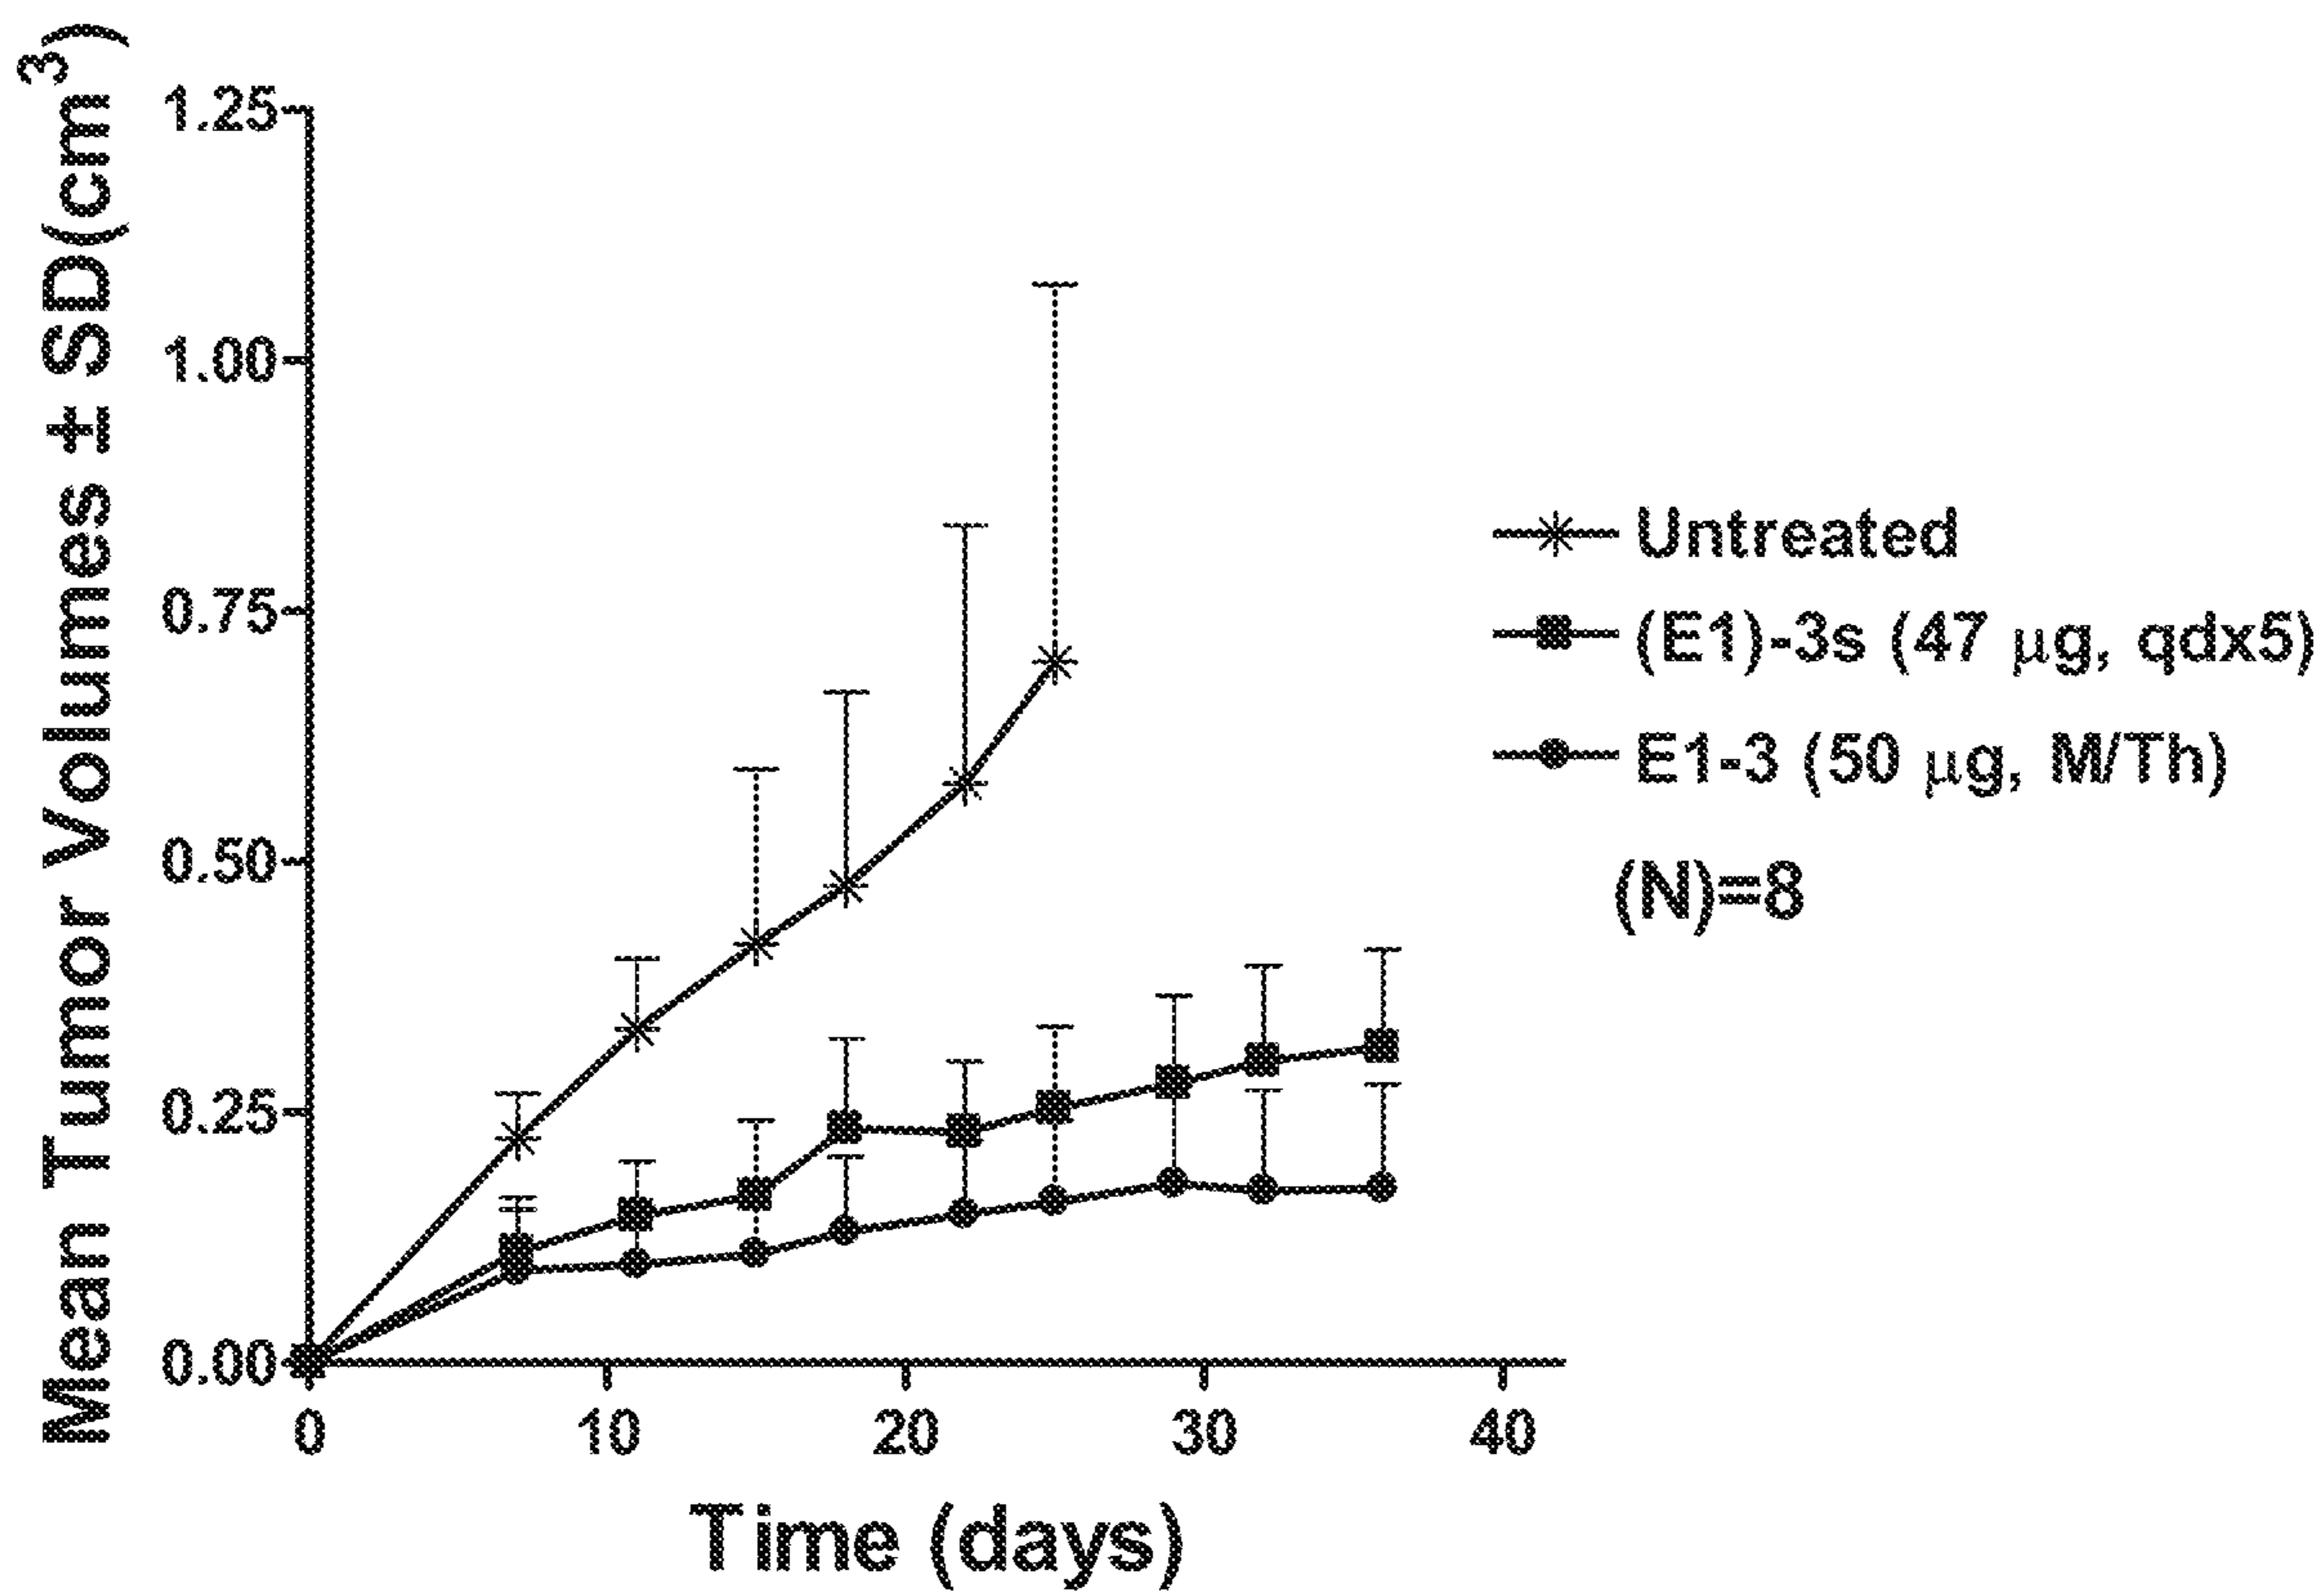 Mean Tumor Volumes ± SD(cm³)
1.25
1.00
0.75
0.50
0.25
0.00
0 10 20 30 40
Time (days)
Untreated
(E1)-3s (47 µg, qdx5)
E1-3 (50 µg, M/Th)
(N)=8